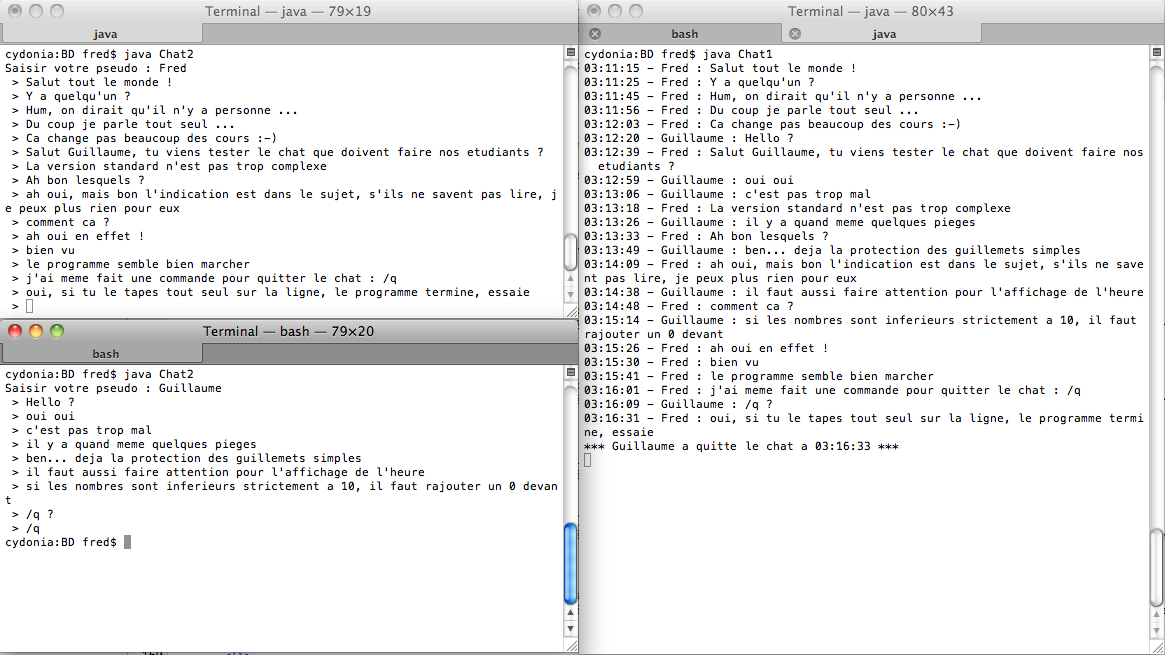 Terminal — java — 79×19
java
cydonia:BD fred$ java Chat2
Saisir votre pseudo : Fred
> Salut tout le monde !
> Y a quelqu'un ?
> Hum, on dirait qu'il n'y a personne ...
> Du coup je parle tout seul ...
> Ca change pas beaucoup des cours :-)
> Salut Guillaume, tu viens tester le chat que doivent faire nos etudiants ?
> La version standard n'est pas trop complexe
> Ah bon lesquels ?
> ah oui, mais bon l'indication est dans le sujet, s'ils ne savent pas lire, j
e peux plus rien pour eux
> comment ca ?
> ah oui en effet !
> bien vu
> le programme semble bien marcher
> j'ai meme fait une commande pour quitter le chat : /q
> oui, si tu le tapes tout seul sur la ligne, le programme termine, essaie
>
Terminal — bash — 79×20
bash
cydonia:BD fred$ java Chat2
Saisir votre pseudo : Guillaume
> Hello ?
> oui oui
> c'est pas trop mal
> il y a quand meme quelques pieges
> ben... deja la protection des guillemets simples
> il faut aussi faire attention pour l'affichage de l'heure
> si les nombres sont inferieurs strictement a 10, il faut rajouter un 0 devan
t
> /q ?
> /q
cydonia:BD fred$
Terminal — java — 80×43
bash java
cydonia:BD fred$ java Chat1
03:11:15 - Fred : Salut tout le monde !
03:11:25 - Fred : Y a quelqu'un ?
03:11:45 - Fred : Hum, on dirait qu'il n'y a personne ...
03:11:56 - Fred : Du coup je parle tout seul ...
03:12:03 - Fred : Ca change pas beaucoup des cours :-)
03:12:20 - Guillaume : Hello ?
03:12:39 - Fred : Salut Guillaume, tu viens tester le chat que doivent faire nos
etudiants ?
03:12:59 - Guillaume : oui oui
03:13:06 - Guillaume : c'est pas trop mal
03:13:18 - Fred : La version standard n'est pas trop complexe
03:13:26 - Guillaume : il y a quand meme quelques pieges
03:13:33 - Fred : Ah bon lesquels ?
03:13:49 - Guillaume : ben... deja la protection des guillemets simples
03:14:09 - Fred : ah oui, mais bon l'indication est dans le sujet, s'ils ne save
nt pas lire, je peux plus rien pour eux
03:14:38 - Guillaume : il faut aussi faire attention pour l'affichage de l'heure
03:14:48 - Fred : comment ca ?
03:15:14 - Guillaume : si les nombres sont inferieurs strictement a 10, il faut
rajouter un 0 devant
03:15:26 - Fred : ah oui en effet !
03:15:30 - Fred : bien vu
03:15:41 - Fred : le programme semble bien marcher
03:16:01 - Fred : j'ai meme fait une commande pour quitter le chat : /q
03:16:09 - Guillaume : /q ?
03:16:31 - Fred : oui, si tu le tapes tout seul sur la ligne, le programme termi
ne, essaie
*** Guillaume a quitte le chat a 03:16:33 ***